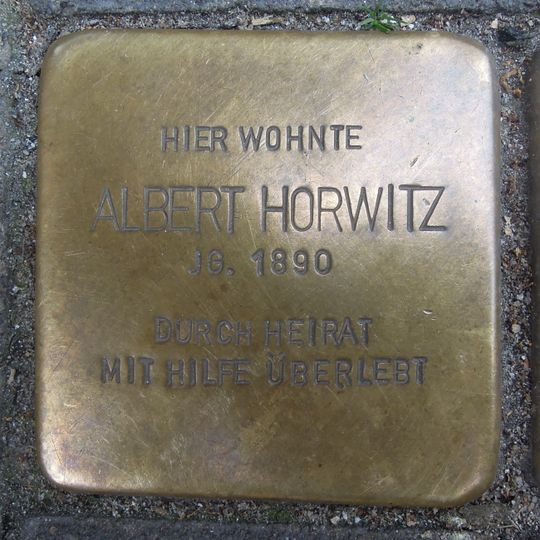 HIER WOHNTE
ALBERT HORWITZ
JG. 1890
DURCH HEIRAT
MIT HILFE ÜBERLEBT